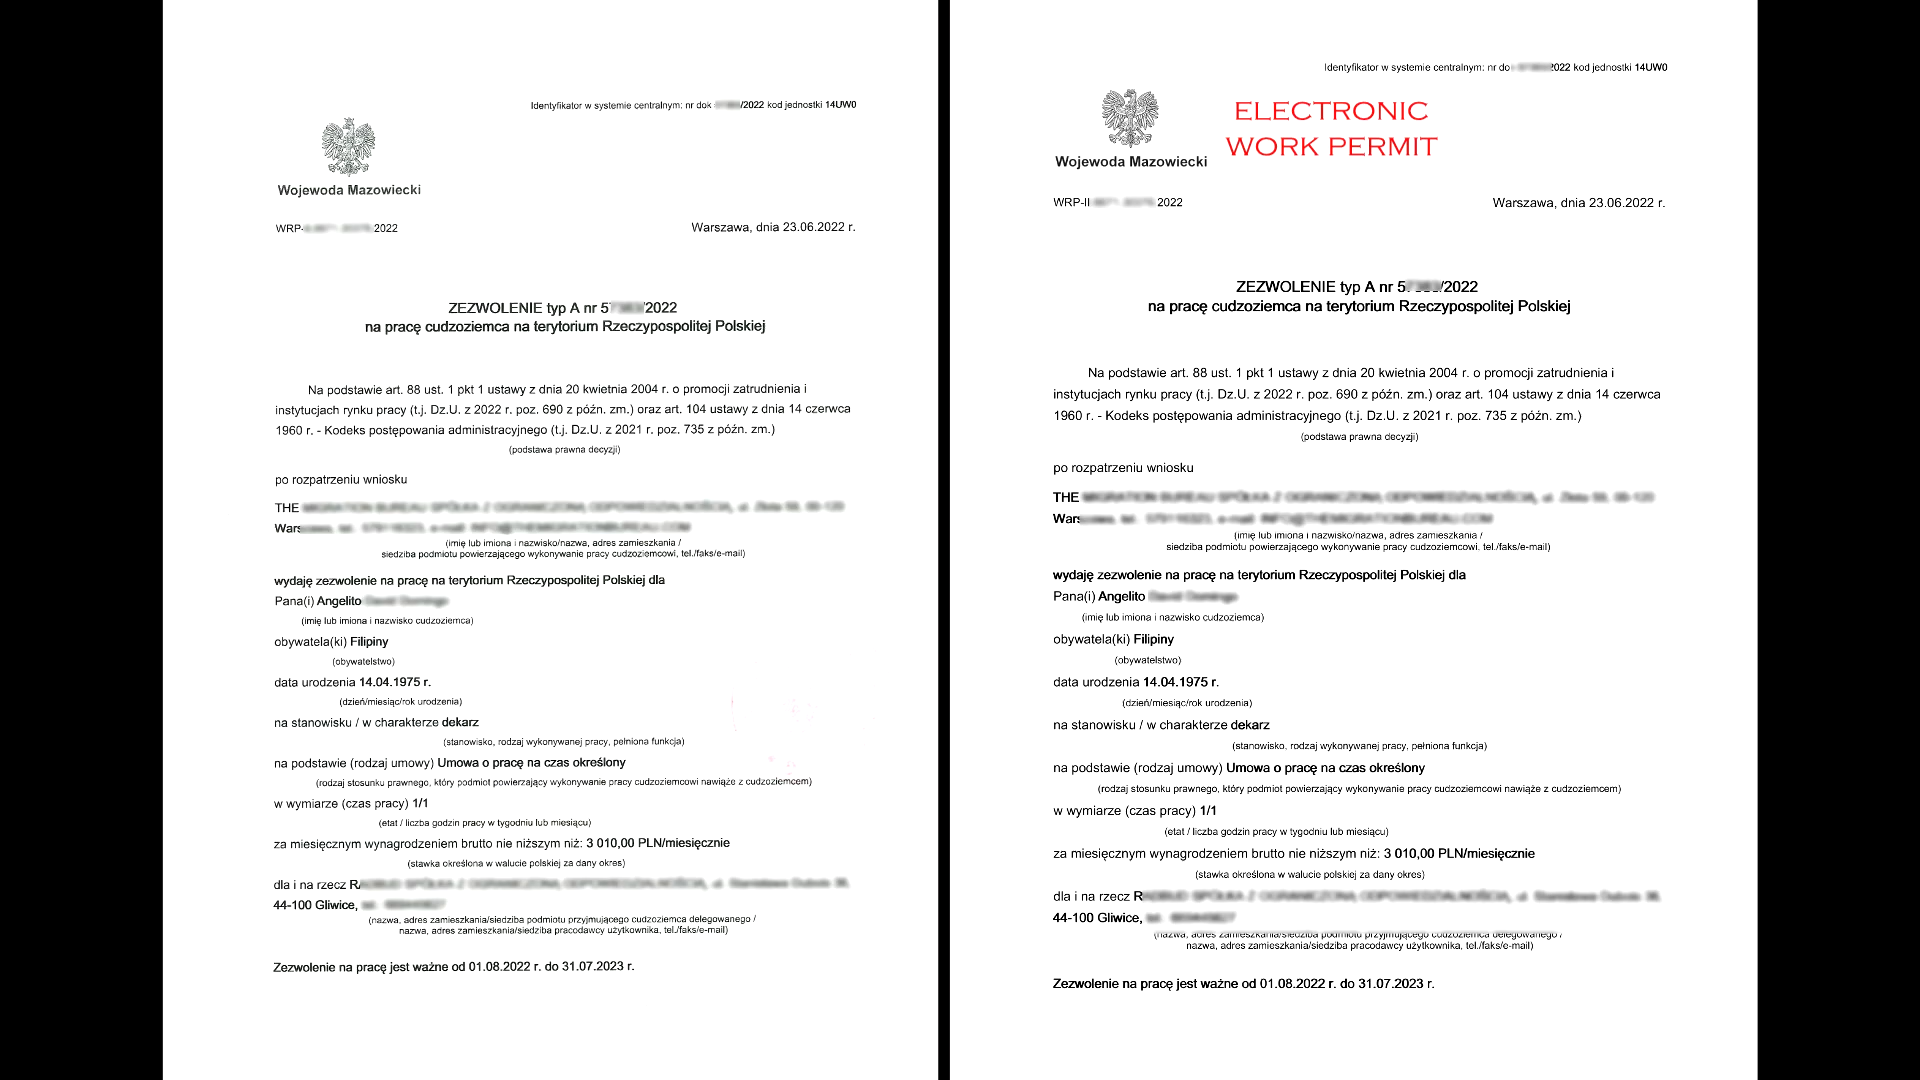 Identyfikator w systemie centralnym: nr dok /2022 kod jednostki 14UW0
Wojewoda Mazowiecki
WRP- 2022
Warszawa, dnia 23.06.2022 r.
ZEZWOLENIE typ A nr 5 /2022
na pracę cudzoziemca na terytorium Rzeczypospolitej Polskiej
Na podstawie art. 88 ust. 1 pkt 1 ustawy z dnia 20 kwietnia 2004 r. o promocji zatrudnienia i
instytucjach rynku pracy (t.j. Dz.U. z 2022 r. poz. 690 z późn. zm.) oraz art. 104 ustawy z dnia 14 czerwca
1960 r. - Kodeks postępowania administracyjnego (t.j. Dz.U. z 2021 r. poz. 735 z późn. zm.)
(podstawa prawna decyzji)
po rozpatrzeniu wniosku
THE
(imię lub imiona i nazwisko/nazwa, adres zamieszkania /
siedziba podmiotu powierzającego wykonywanie pracy cudzoziemcowi, tel./faks/e-mail)
wydaję zezwolenie na pracę na terytorium Rzeczypospolitej Polskiej dla
Pana(i) Angelito
(imię lub imiona i nazwisko cudzoziemca)
obywatela(ki) Filipiny
(obywatelstwo)
data urodzenia 14.04.1975 r.
(dzień/miesiąc/rok urodzenia)
na stanowisku / w charakterze dekarz
(stanowisko, rodzaj wykonywanej pracy, pełniona funkcja)
na podstawie (rodzaj umowy) Umowa o pracę na czas określony
(rodzaj stosunku prawnego, który podmiot powierzający wykonywanie pracy cudzoziemcowi nawiąże z cudzoziemcem)
w wymiarze (czas pracy) 1/1
(etat / liczba godzin pracy w tygodniu lub miesiącu)
za miesięcznym wynagrodzeniem brutto nie niższym niż: 3 010,00 PLN/miesięcznie
(stawka określona w walucie polskiej za dany okres)
dla i na rzecz
44-100 Gliwice,
(nazwa, adres zamieszkania/siedziba podmiotu przyjmującego cudzoziemca delegowanego /
nazwa, adres zamieszkania/siedziba pracodawcy użytkownika, tel./faks/e-mail)
Zezwolenie na pracę jest ważne od 01.08.2022 r. do 31.07.2023 r.
Identyfikator w systemie centralnym: nr do 2022 kod jednostki 14UW0
ELECTRONIC
WORK PERMIT
Wojewoda Mazowiecki
WRP-II 2022
Warszawa, dnia 23.06.2022 r.
ZEZWOLENIE typ A nr 5 /2022
na pracę cudzoziemca na terytorium Rzeczypospolitej Polskiej
Na podstawie art. 88 ust. 1 pkt 1 ustawy z dnia 20 kwietnia 2004 r. o promocji zatrudnienia i
instytucjach rynku pracy (t.j. Dz.U. z 2022 r. poz. 690 z późn. zm.) oraz art. 104 ustawy z dnia 14 czerwca
1960 r. - Kodeks postępowania administracyjnego (t.j. Dz.U. z 2021 r. poz. 735 z późn. zm.)
(podstawa prawna decyzji)
po rozpatrzeniu wniosku
THE
(imię lub imiona i nazwisko/nazwa, adres zamieszkania /
siedziba podmiotu powierzającego wykonywanie pracy cudzoziemcowi, tel./faks/e-mail)
wydaję zezwolenie na pracę na terytorium Rzeczypospolitej Polskiej dla
Pana(i) Angelito
(imię lub imiona i nazwisko cudzoziemca)
obywatela(ki) Filipiny
(obywatelstwo)
data urodzenia 14.04.1975 r.
(dzień/miesiąc/rok urodzenia)
na stanowisku / w charakterze dekarz
(stanowisko, rodzaj wykonywanej pracy, pełniona funkcja)
na podstawie (rodzaj umowy) Umowa o pracę na czas określony
(rodzaj stosunku prawnego, który podmiot powierzający wykonywanie pracy cudzoziemcowi nawiąże z cudzoziemcem)
w wymiarze (czas pracy) 1/1
(etat / liczba godzin pracy w tygodniu lub miesiącu)
za miesięcznym wynagrodzeniem brutto nie niższym niż: 3 010,00 PLN/miesięcznie
(stawka określona w walucie polskiej za dany okres)
dla i na rzecz
44-100 Gliwice,
(nazwa, adres zamieszkania/siedziba podmiotu przyjmującego cudzoziemca delegowanego /
nazwa, adres zamieszkania/siedziba pracodawcy użytkownika, tel./faks/e-mail)
Zezwolenie na pracę jest ważne od 01.08.2022 r. do 31.07.2023 r.